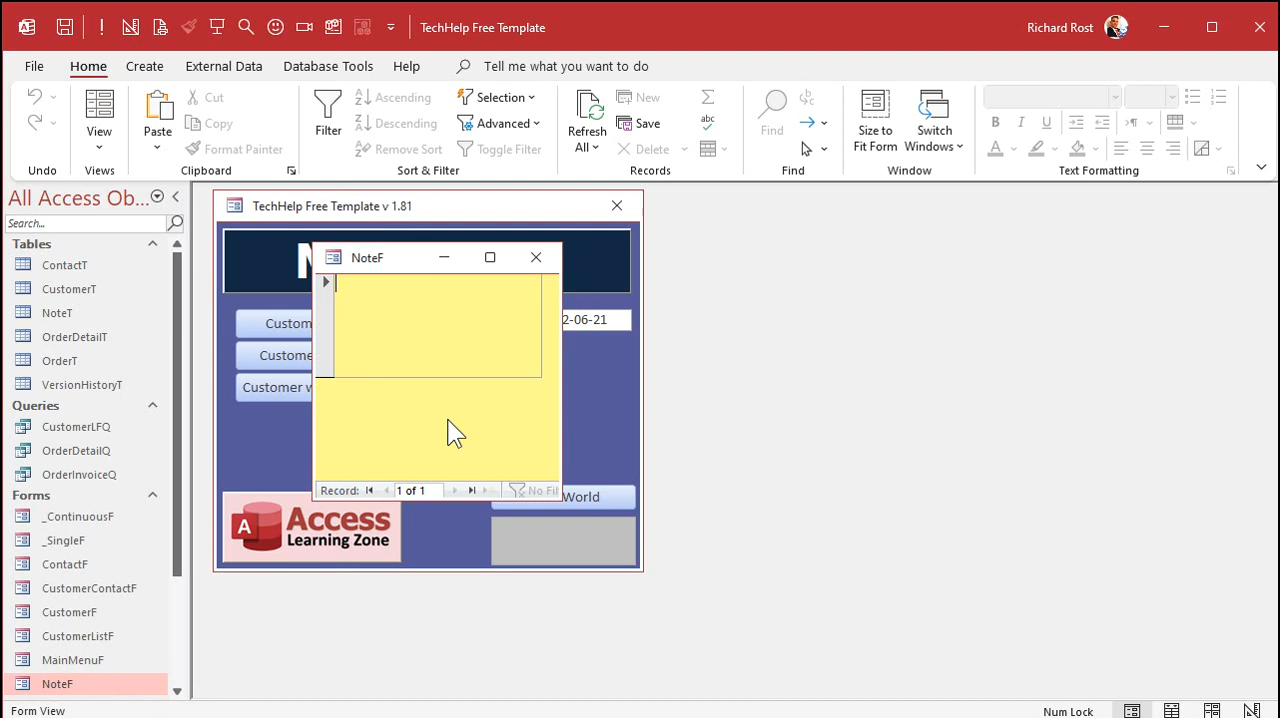 TechHelp Free Template
Richard Rost
File Home Create External Data Database Tools Help Tell me what you want to do
View
Paste
Cut
Copy
Format Painter
Filter
Ascending
Descending
Remove Sort
Selection
Advanced
Toggle Filter
Refresh
All
New
Save
Delete
abc
Find
Size to
Fit Form
Switch
Windows
B I U
A
Undo Views Clipboard Sort & Filter Records Find Window Text Formatting
All Access Ob...
Search...
Tables
ContactT
CustomerT
NoteT
OrderDetailT
OrderT
VersionHistoryT
Queries
CustomerLFQ
OrderDetailQ
OrderInvoiceQ
Forms
_ContinuousF
_SingleF
ContactF
CustomerContactF
CustomerF
CustomerListF
MainMenuF
NoteF
TechHelp Free Template v 1.81
NoteF
Custom
Custome
Customer w
2-06-21
Record: 1 of 1 No Fil
World
A Access
Learning Zone
Form View
Num Lock